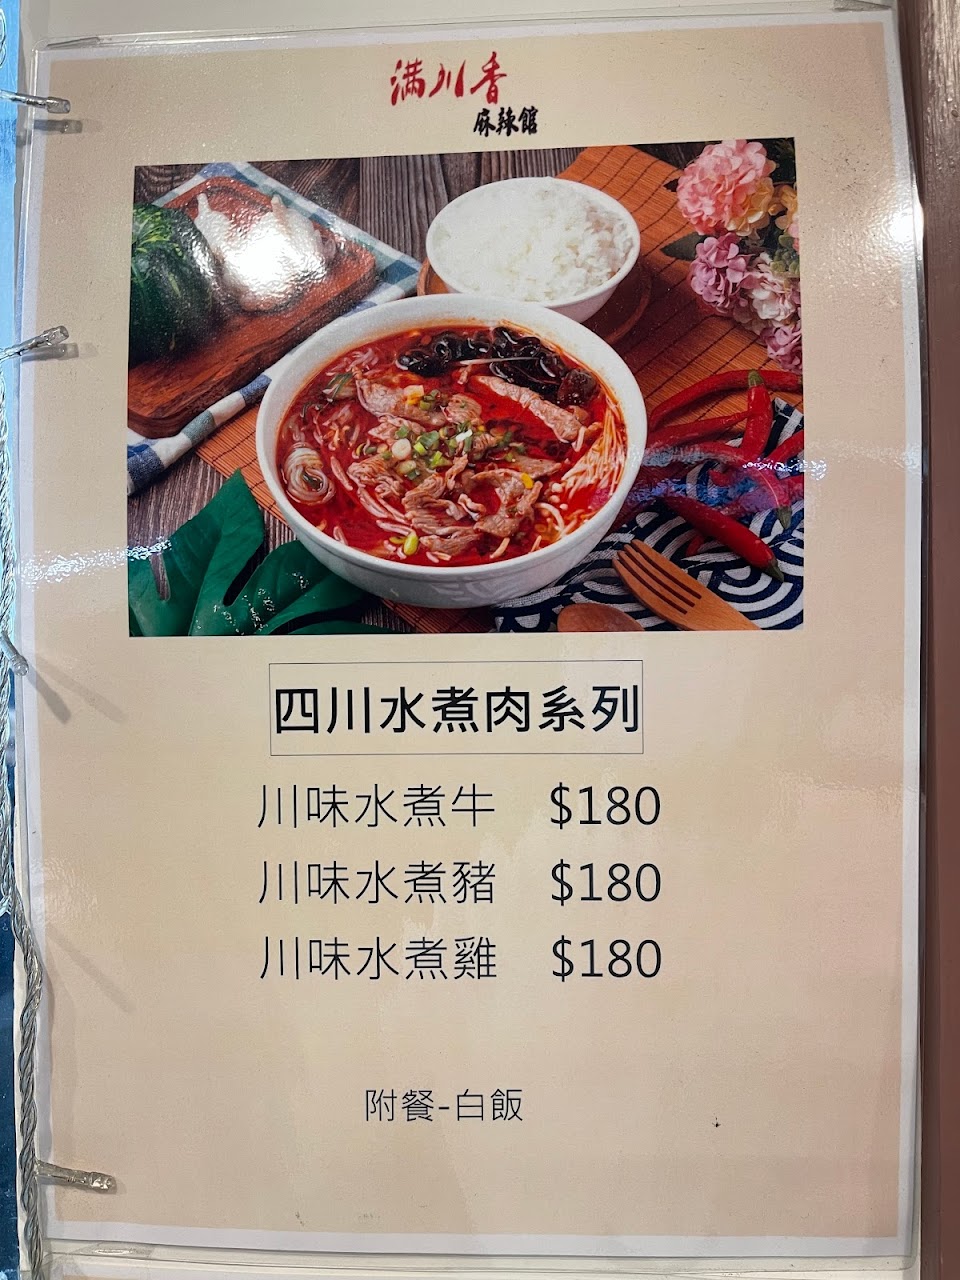 满川香
麻辣館
四川水煮肉系列
川味水煮牛 $180
川味水煮豬 $180
川味水煮雞 $180
附餐-白飯